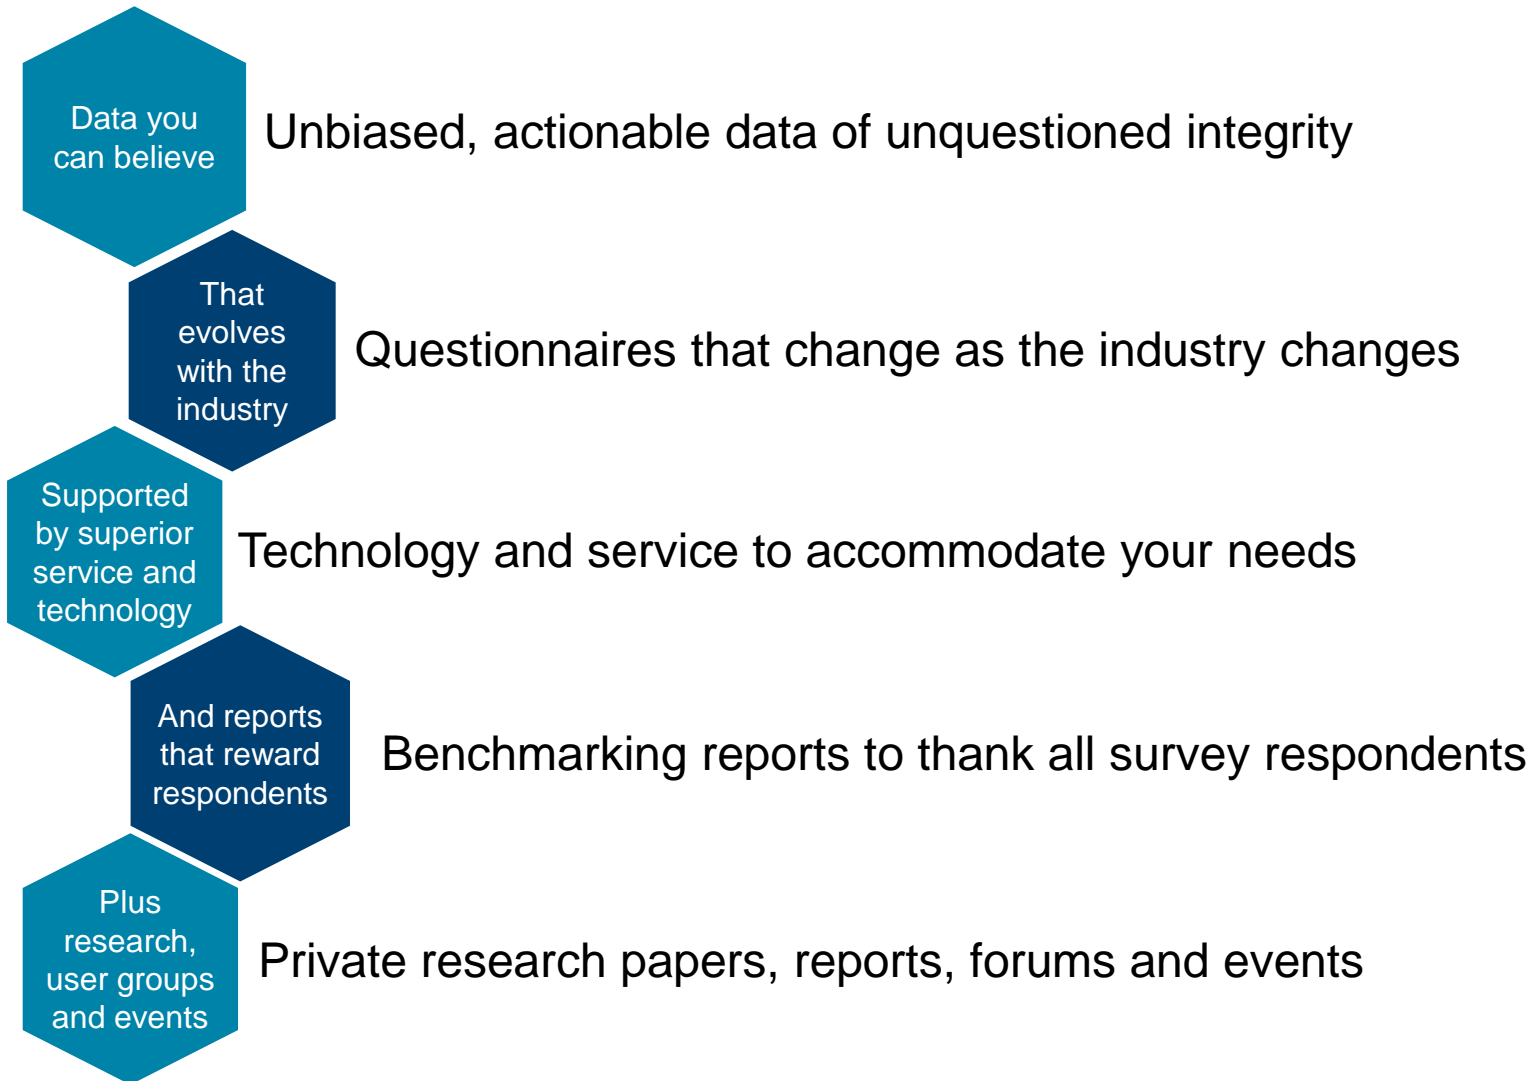 Data you
can believe
Unbiased, actionable data of unquestioned integrity
That
evolves
with the
industry
Questionnaires that change as the industry changes
Supported
by superior
service and
technology
Technology and service to accommodate your needs
And reports
that reward
respondents
Benchmarking reports to thank all survey respondents
Plus
research,
user groups
and events
Private research papers, reports, forums and events